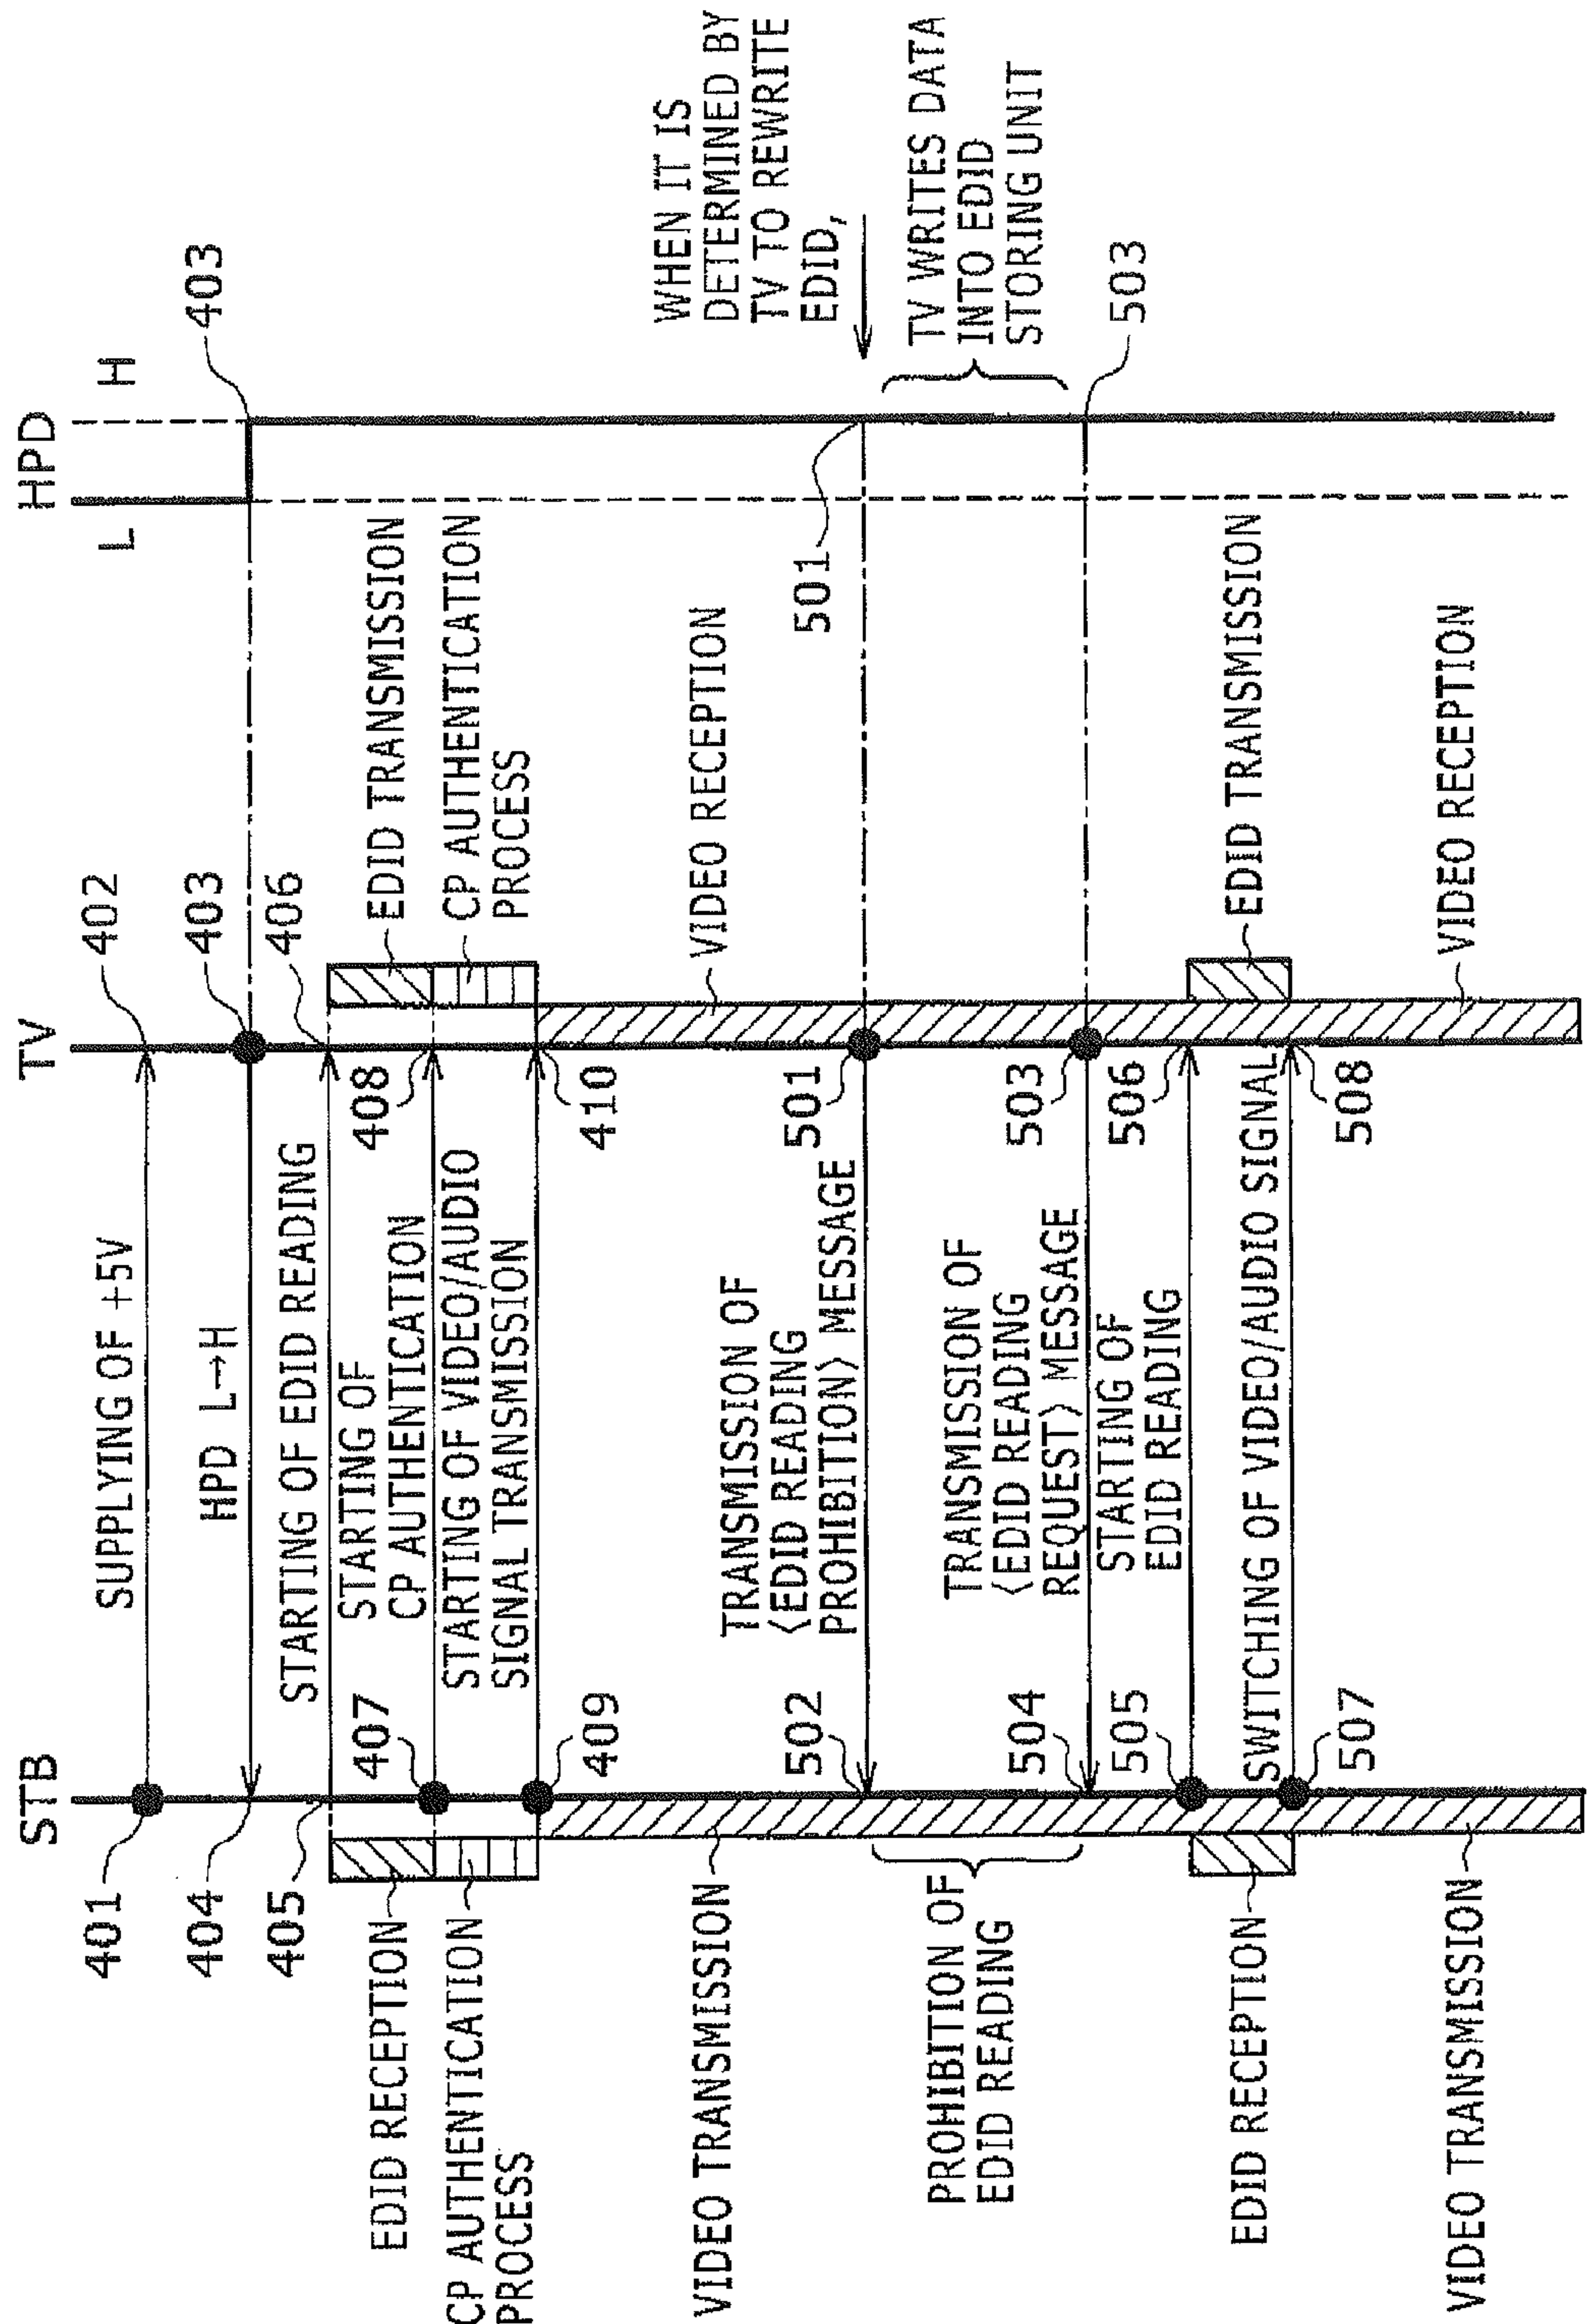 STB
TV
HPD
L
H
401
402
SUPPLYING OF +5V
403
403
404
HPD L→H
405
406
STARTING OF EDID READING
EDID RECEPTION
EDID TRANSMISSION
407
STARTING OF
CP AUTHENTICATION
408
CP AUTHENTICATION
PROCESS
CP AUTHENTICATION
PROCESS
409
STARTING OF VIDEO/AUDIO
SIGNAL TRANSMISSION
410
VIDEO TRANSMISSION
VIDEO RECEPTION
WHEN IT IS
DETERMINED BY
TV TO REWRITE
EDID,
502
TRANSMISSION OF
〈EDID READING
PROHIBITION〉 MESSAGE
501
501
PROHIBITION OF
EDID READING
TV WRITES DATA
INTO EDID
STORING UNIT
504
TRANSMISSION OF
〈EDID READING
REQUEST〉 MESSAGE
503
503
505
STARTING OF
EDID READING
506
EDID RECEPTION
EDID TRANSMISSION
SWITCHING OF VIDEO/AUDIO SIGNAL
507
508
VIDEO TRANSMISSION
VIDEO RECEPTION